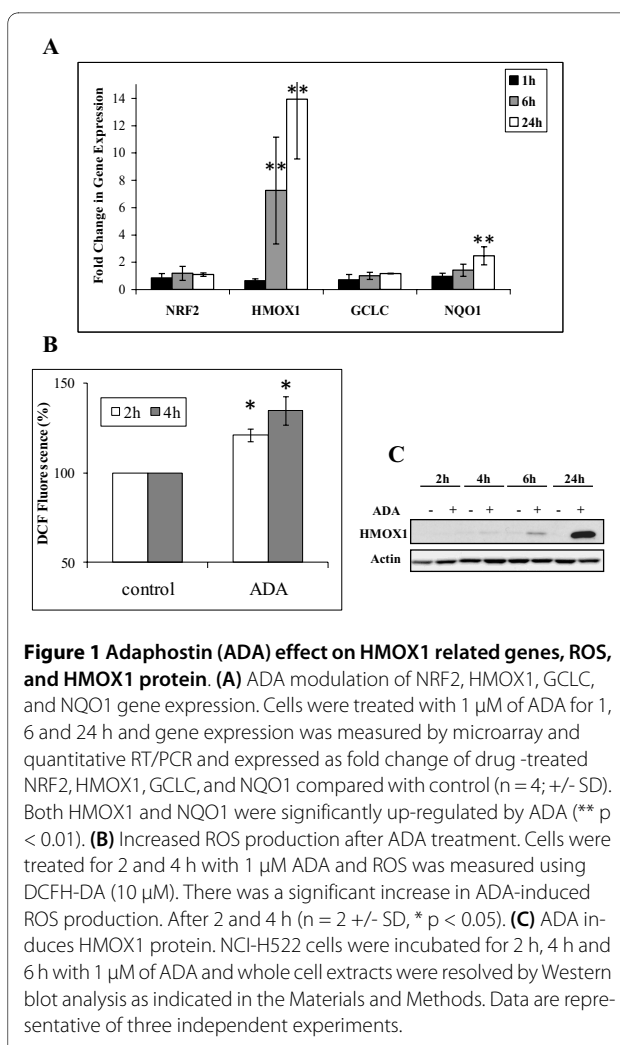 A
Fold Change in Gene Expression
14
12
10
8
6
4
2
0
**
**
**
1h
6h
24h
NRF2 HMOX1 GCLC NQO1
B
DCF Fluorescence (%)
150
100
50
2h 4h
*
*
control ADA
C
2h 4h 6h 24h
ADA - + - + - + - +
HMOX1
Actin
Figure 1 Adaphostin (ADA) effect on HMOX1 related genes, ROS,
and HMOX1 protein. (A) ADA modulation of NRF2, HMOX1, GCLC,
and NQO1 gene expression. Cells were treated with 1 μM of ADA for 1,
6 and 24 h and gene expression was measured by microarray and
quantitative RT/PCR and expressed as fold change of drug -treated
NRF2, HMOX1, GCLC, and NQO1 compared with control (n = 4; +/- SD).
Both HMOX1 and NQO1 were significantly up-regulated by ADA (** p
< 0.01). (B) Increased ROS production after ADA treatment. Cells were
treated for 2 and 4 h with 1 μM ADA and ROS was measured using
DCFH-DA (10 μM). There was a significant increase in ADA-induced
ROS production. After 2 and 4 h (n = 2 +/- SD, * p < 0.05). (C) ADA in-
duces HMOX1 protein. NCI-H522 cells were incubated for 2 h, 4 h and
6 h with 1 μM of ADA and whole cell extracts were resolved by Western
blot analysis as indicated in the Materials and Methods. Data are repre-
sentative of three independent experiments.